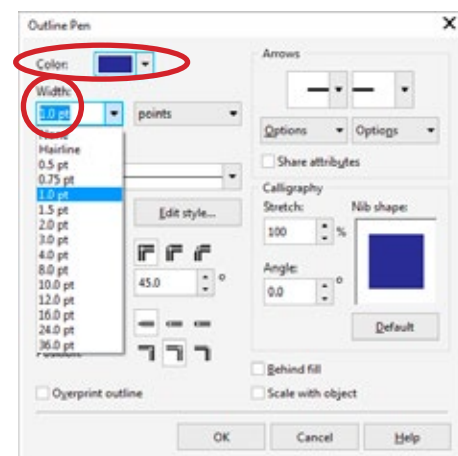 Outline Pen
Color:
Width:
1.0 pt
points
None
Hairline
0.5 pt
0.75 pt
1.0 pt
1.5 pt
2.0 pt
3.0 pt
4.0 pt
8.0 pt
10.0 pt
12.0 pt
16.0 pt
24.0 pt
36.0 pt
Edit style...
45.0 °
Position:
Overprint outline
Arrows
Options
Options
Share attributes
Calligraphy
Stretch:
Nib shape:
100 %
Angle:
0.0 °
Default
Behind fill
Scale with object
OK
Cancel
Help